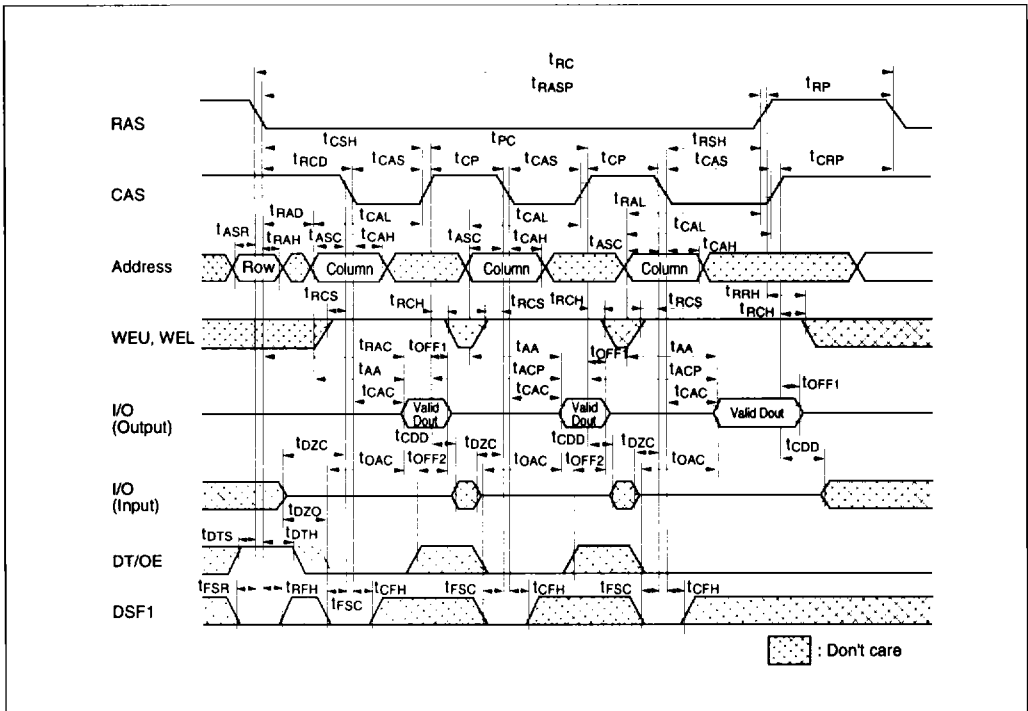 tRC
tRASP
tRP
RAS
tCSH
tPC
tRSH
tRCD
tCAS
tCP
tCAS
tCP
tCAS
tCRP
CAS
tRAD
tCAL
tCAL
tRAL
tCAL
tASR
tRAH
tASC
tCAH
tASC
tCAH
tASC
tCAH
Address
Row
Column
Column
Column
tRCS
tRCH
tRCS
tRCH
tRCS
tRRH
tRCH
WEU, WEL
tRAC
tOFF1
tAA
tOFF1
tAA
tAA
tACP
tACP
tCAC
tCAC
tCAC
tOFF1
I/O
(Output)
Valid
Dout
Valid
Dout
Valid Dout
tCDD
tCDD
tCDD
tDZC
tDZC
tDZC
tOAC
tOFF2
tOAC
tOFF2
tOAC
I/O
(Input)
tDZO
tDTS
tDTH
DT/OE
tFSR
tRFH
tFSC
tCFH
tFSC
tCFH
tFSC
tCFH
DSF1
: Don't care